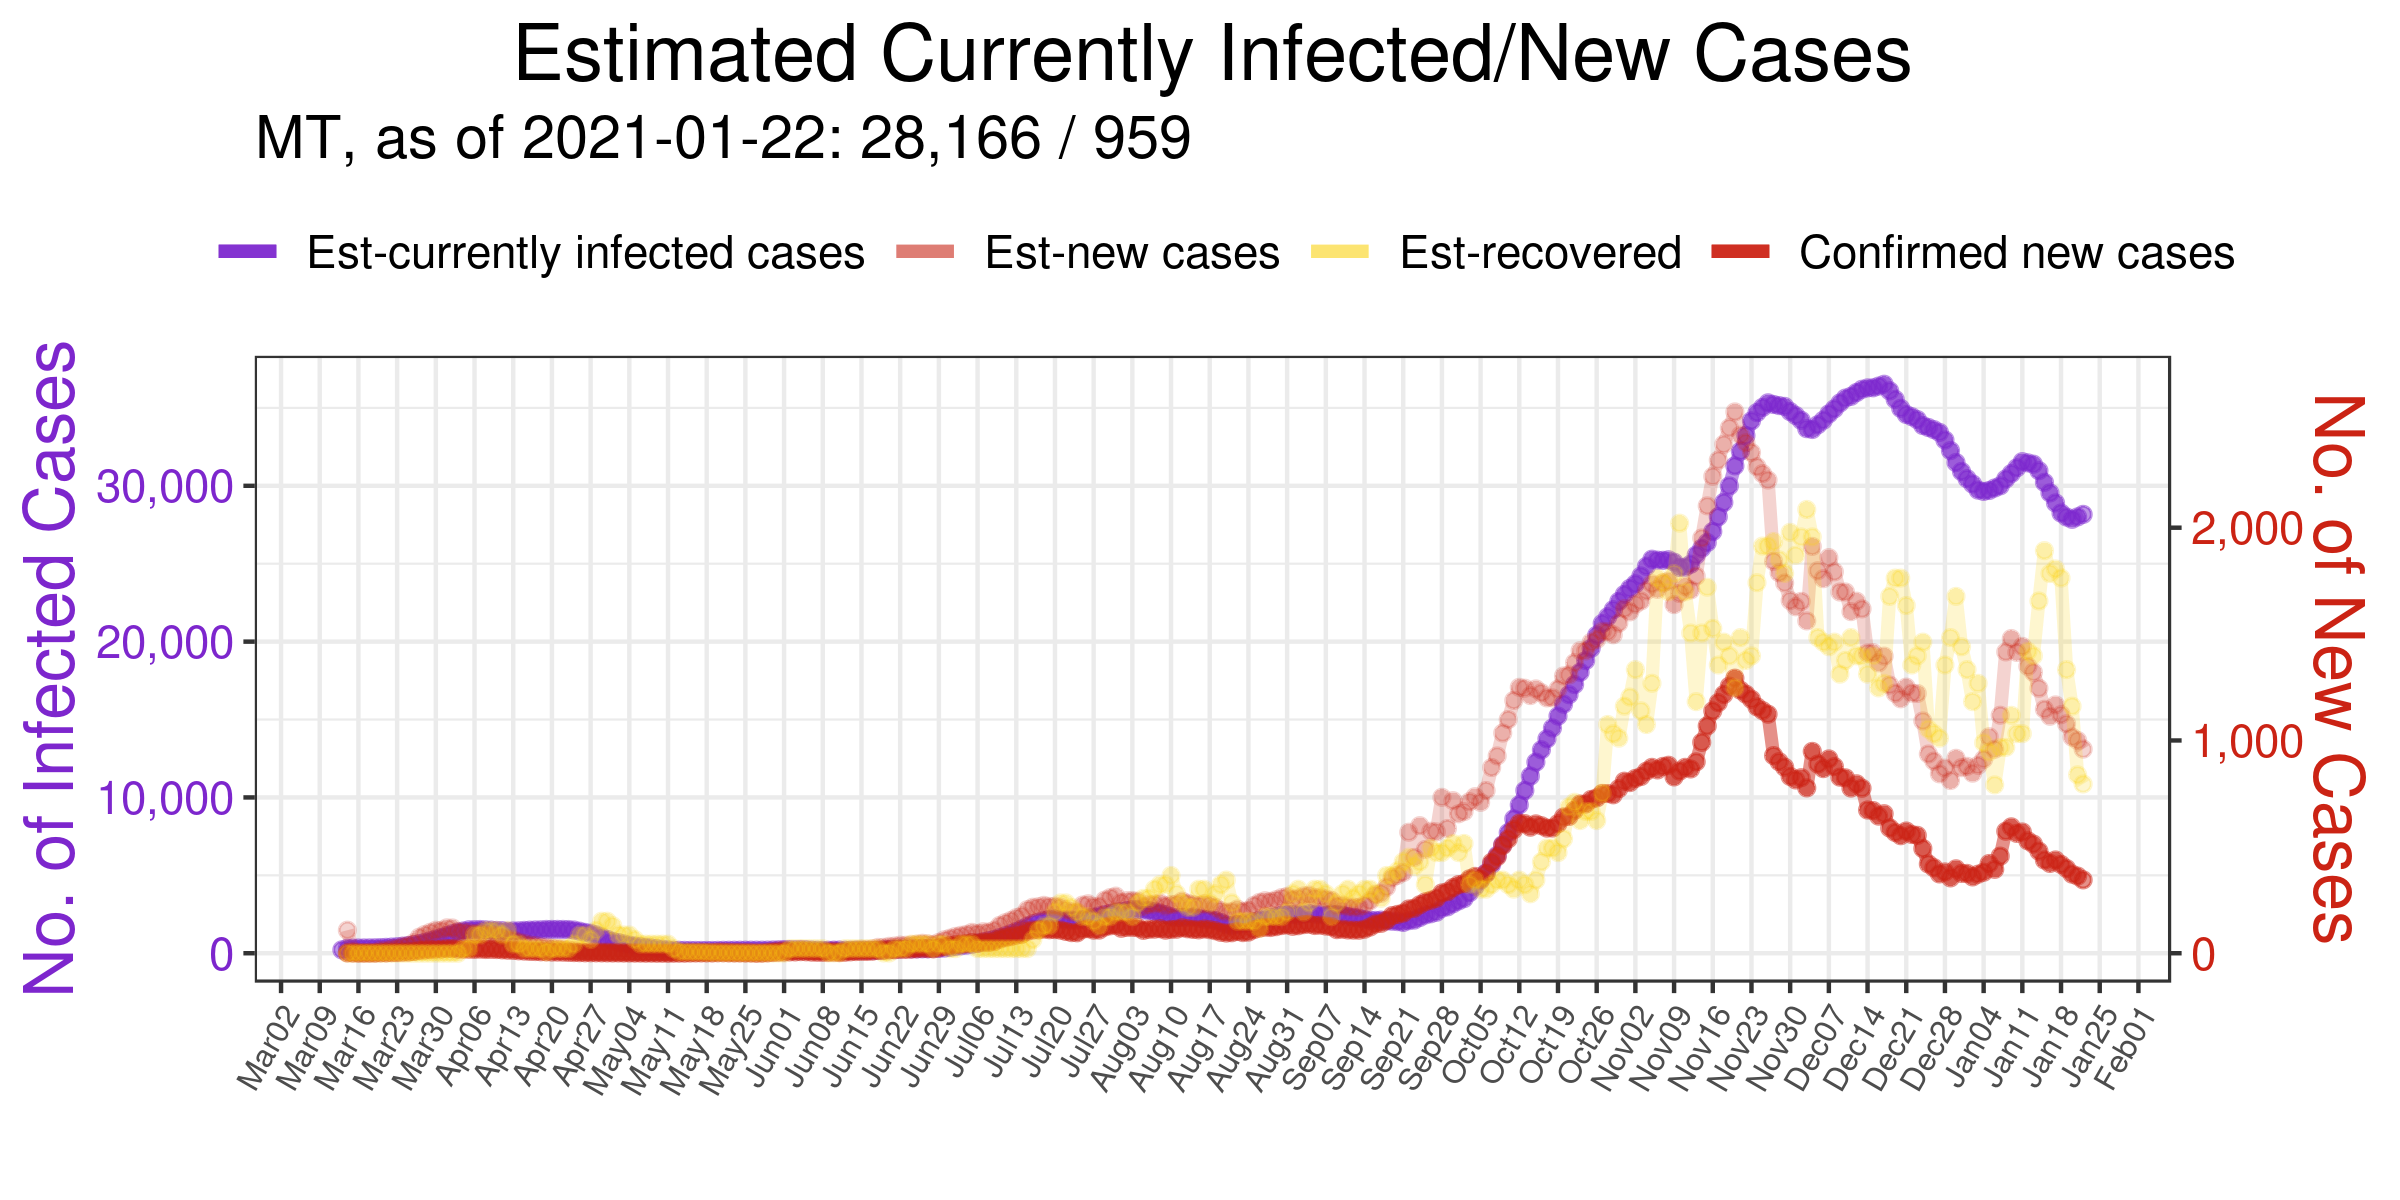 Estimated Currently Infected/New Cases
MT, as of 2021-01-22: 28,166 / 959
Est-currently infected cases Est-new cases Est-recovered Confirmed new cases
No. of Infected Cases
30,000
20,000
10,000
0
No. of New Cases
2,000
1,000
0
Mar02 Mar09 Mar16 Mar23 Mar30 Apr06 Apr13 Apr20 Apr27 May04 May11 May18 May25 Jun01 Jun08 Jun15 Jun22 Jun29 Jul06 Jul13 Jul20 Jul27 Aug03 Aug10 Aug17 Aug24 Aug31 Sep07 Sep14 Sep21 Sep28 Oct05 Oct12 Oct19 Oct26 Nov02 Nov09 Nov16 Nov23 Nov30 Dec07 Dec14 Dec21 Dec28 Jan04 Jan11 Jan18 Jan25 Feb01